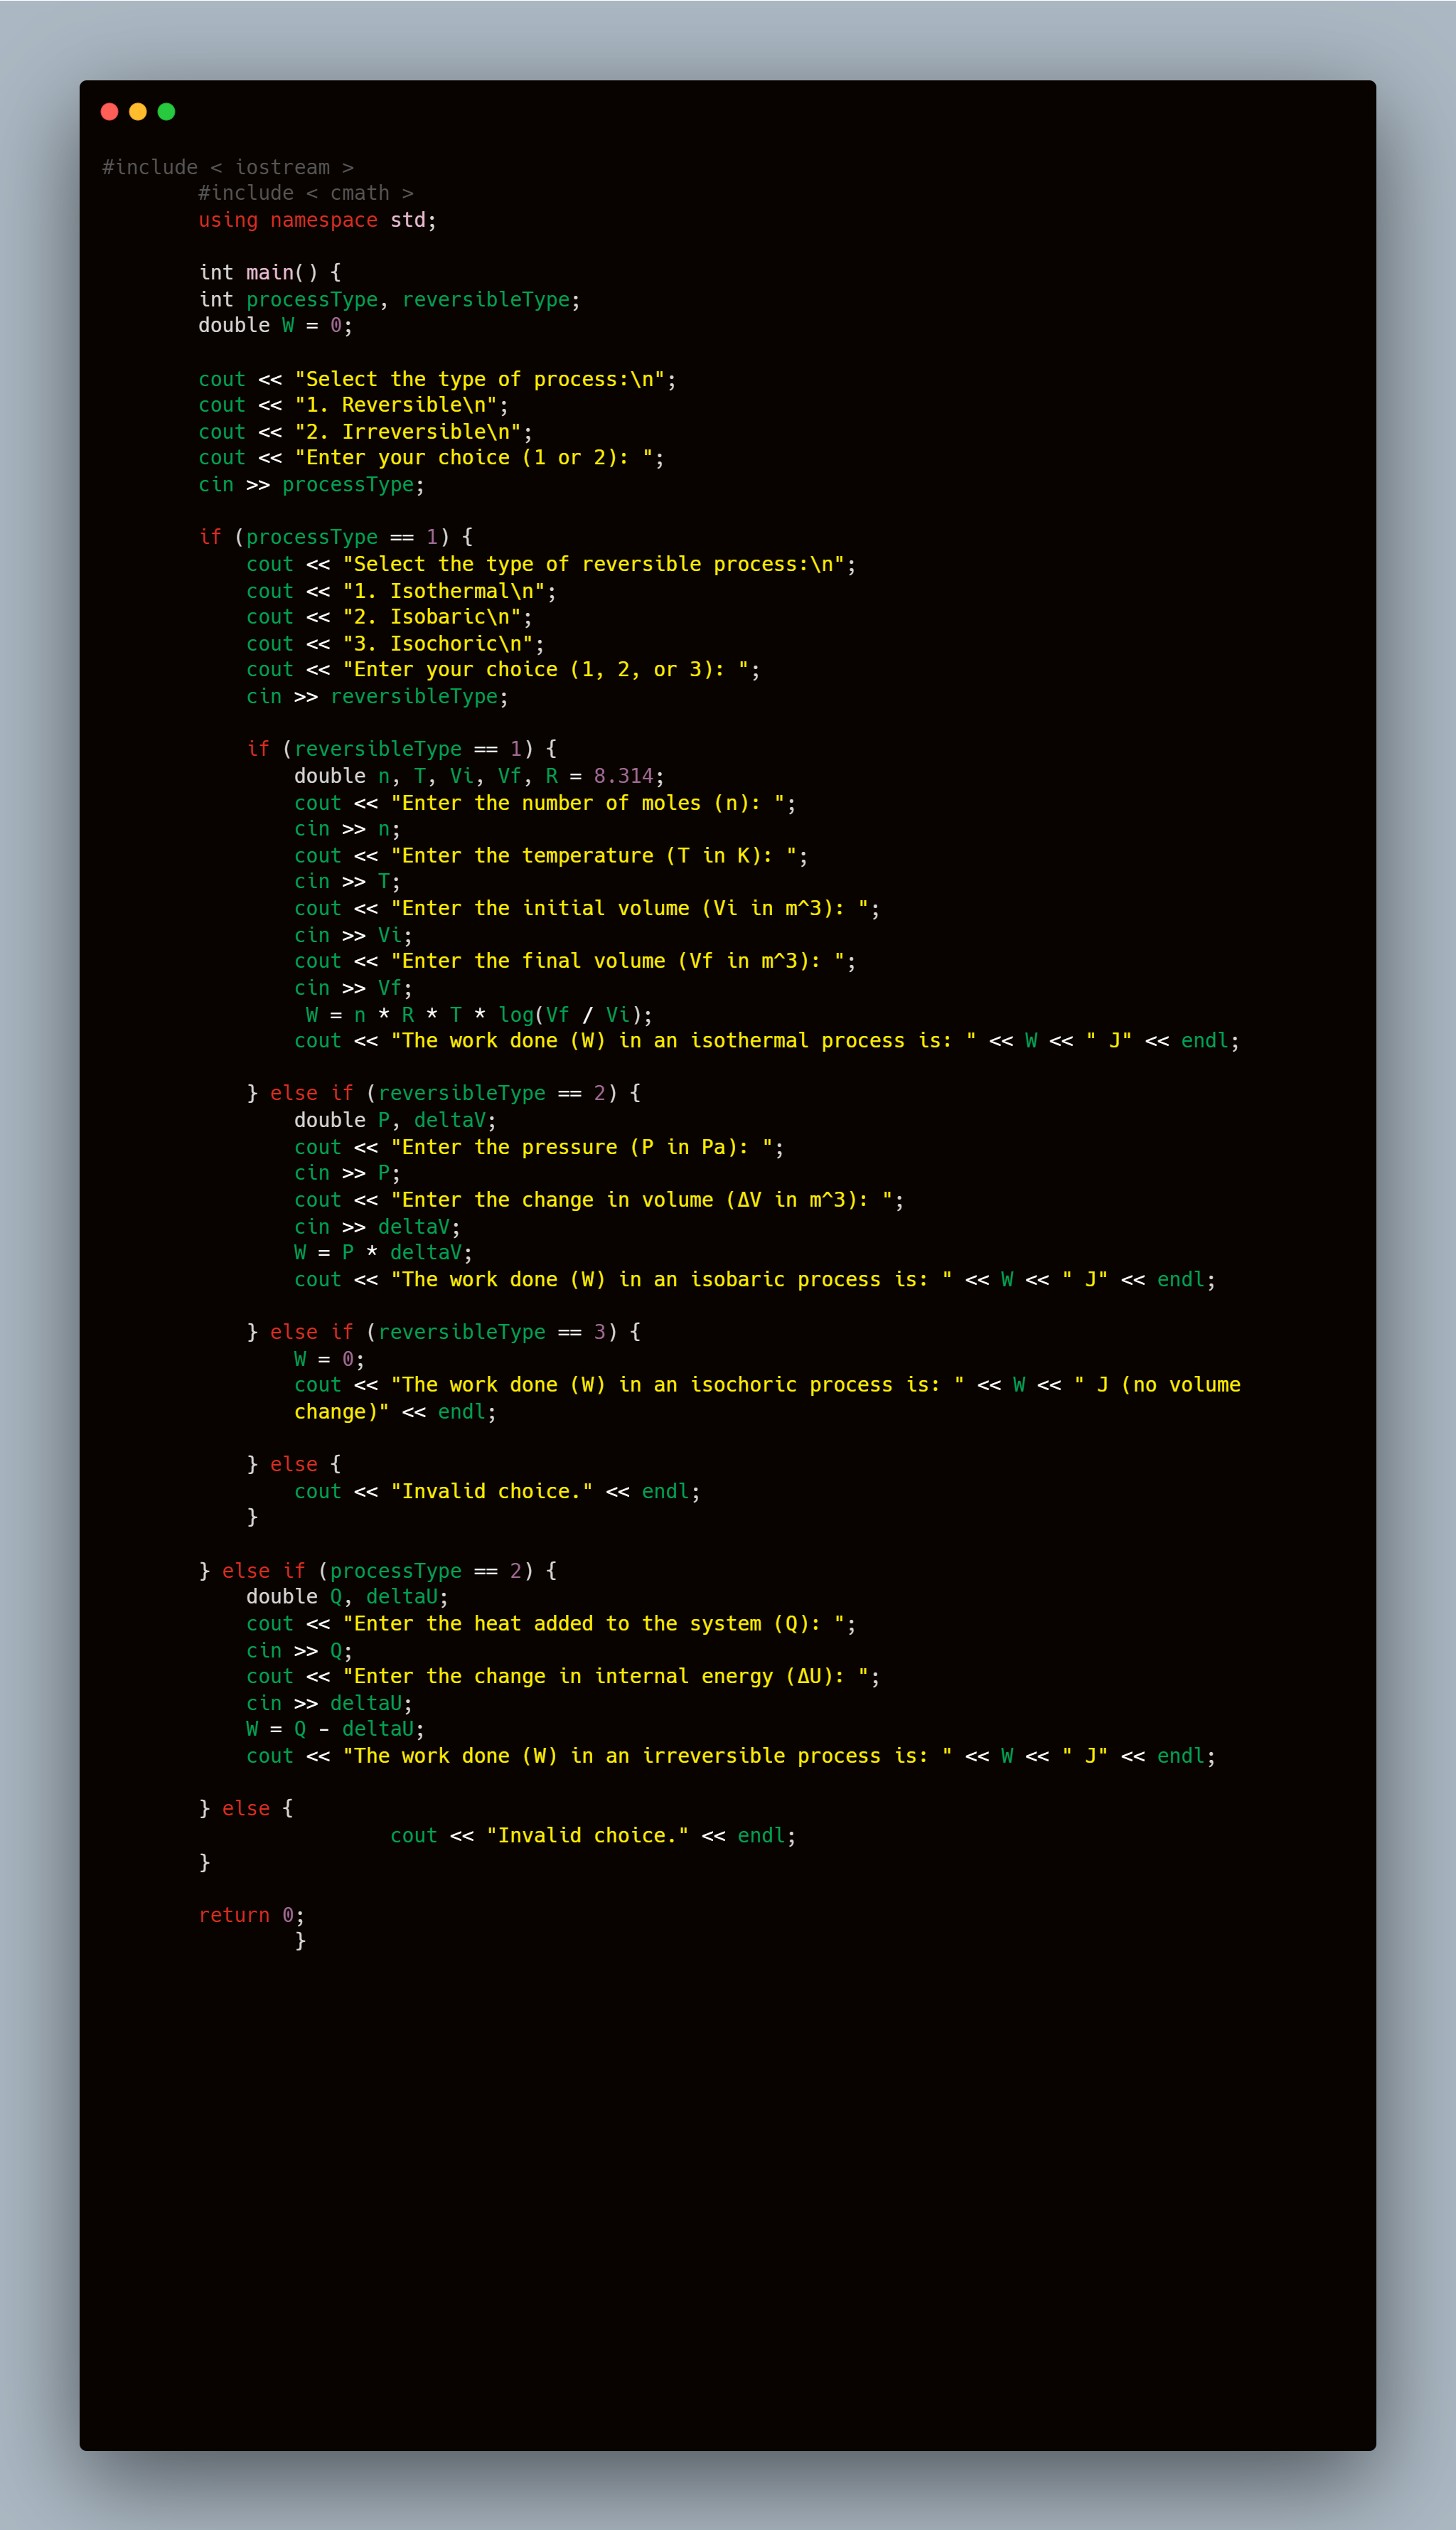 #include < iostream >
#include < cmath >
using namespace std;
int main() {
int processType, reversibleType;
double W = 0;
cout << "Select the type of process:\n";
cout << "1. Reversible\n";
cout << "2. Irreversible\n";
cout << "Enter your choice (1 or 2): ";
cin >> processType;
if (processType == 1) {
cout << "Select the type of reversible process:\n";
cout << "1. Isothermal\n";
cout << "2. Isobaric\n";
cout << "3. Isochoric\n";
cout << "Enter your choice (1, 2, or 3): ";
cin >> reversibleType;
if (reversibleType == 1) {
double n, T, Vi, Vf, R = 8.314;
cout << "Enter the number of moles (n): ";
cin >> n;
cout << "Enter the temperature (T in K): ";
cin >> T;
cout << "Enter the initial volume (Vi in m^3): ";
cin >> Vi;
cout << "Enter the final volume (Vf in m^3): ";
cin >> Vf;
W = n * R * T * log(Vf / Vi);
cout << "The work done (W) in an isothermal process is: " << W << " J" << endl;
} else if (reversibleType == 2) {
double P, deltaV;
cout << "Enter the pressure (P in Pa): ";
cin >> P;
cout << "Enter the change in volume (ΔV in m^3): ";
cin >> deltaV;
W = P * deltaV;
cout << "The work done (W) in an isobaric process is: " << W << " J" << endl;
} else if (reversibleType == 3) {
W = 0;
cout << "The work done (W) in an isochoric process is: " << W << " J (no volume
change)" << endl;
} else {
cout << "Invalid choice." << endl;
}
} else if (processType == 2) {
double Q, deltaU;
cout << "Enter the heat added to the system (Q): ";
cin >> Q;
cout << "Enter the change in internal energy (ΔU): ";
cin >> deltaU;
W = Q - deltaU;
cout << "The work done (W) in an irreversible process is: " << W << " J" << endl;
} else {
cout << "Invalid choice." << endl;
}
return 0;
}